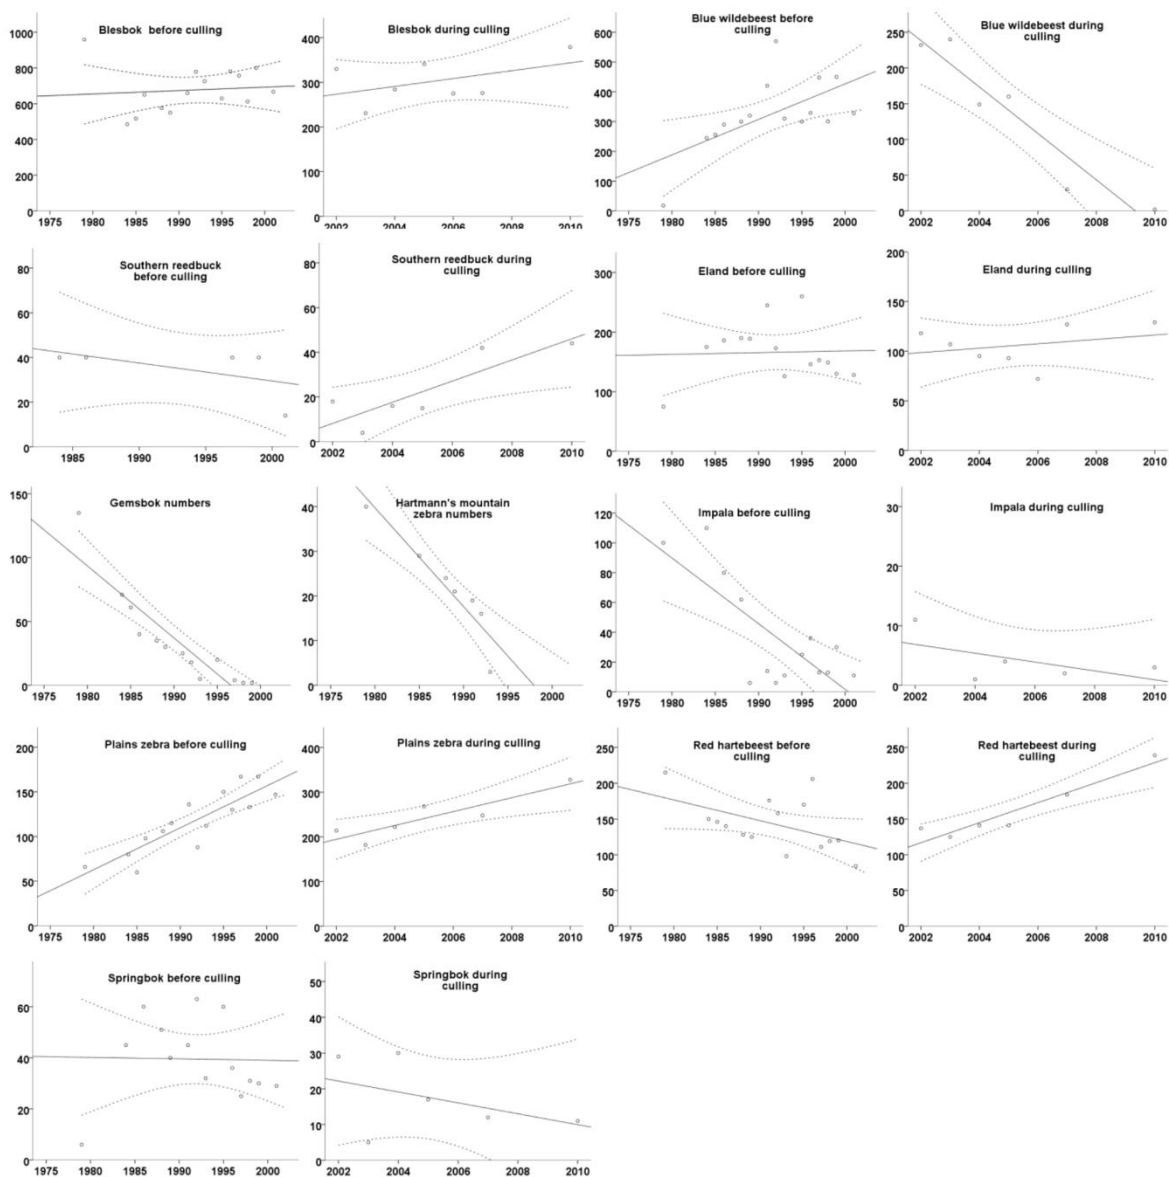 Blesbok before culling
1000
800
600
400
200
0
1975 1980 1985 1990 1995 2000
Blesbok during culling
400
300
200
100
0
2002 2004 2006 2008 2010
Blue wildebeest before
culling
600
500
400
300
200
100
0
1975 1980 1985 1990 1995 2000
Blue wildebeest during
culling
250
200
150
100
50
0
2002 2004 2006 2008 2010
Southern reedbuck
before culling
80
60
40
20
0
1985 1990 1995 2000
Southern reedbuck during
culling
80
60
40
20
0
2002 2004 2006 2008 2010
Eland before culling
300
200
100
0
1975 1980 1985 1990 1995 2000
Eland during culling
200
150
100
50
0
2002 2004 2006 2008 2010
Gemsbok numbers
150
100
50
0
1975 1980 1985 1990 1995 2000
Hartmann's mountain
zebra numbers
40
30
20
10
0
1975 1980 1985 1990 1995 2000
Impala before culling
120
100
80
60
40
20
0
1975 1980 1985 1990 1995 2000
Impala during culling
30
20
10
0
2002 2004 2006 2008 2010
Plains zebra before culling
200
150
100
50
0
1975 1980 1985 1990 1995 2000
Plains zebra during culling
400
300
200
100
0
2002 2004 2006 2008 2010
Red hartebeest before
culling
250
200
150
100
50
0
1975 1980 1985 1990 1995 2000
Red hartebeest during
culling
250
200
150
100
50
0
2002 2004 2006 2008 2010
Springbok before culling
60
40
20
0
1975 1980 1985 1990 1995 2000
Springbok during
culling
50
40
30
20
10
0
2002 2004 2006 2008 2010